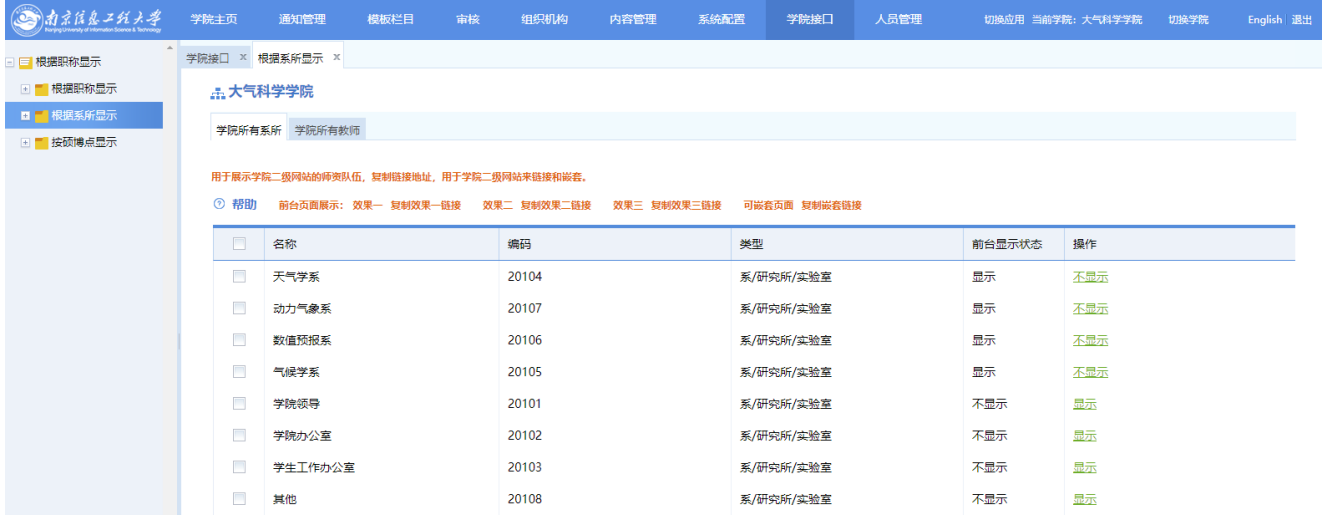 南京信息工程大学
Nanjing University of Information Science & Technology
学院主页 通知管理 模板栏目 审核 组织机构 内容管理 系统配置 学院接口 人员管理 切换应用 当前学院：大气科学学院 切换学院 English 退出
根据职称显示
根据职称显示
根据系所显示
按硕博点显示
学院接口 x 根据系所显示 x
大气科学学院
学院所有系所 学院所有教师
用于展示学院二级网站的师资队伍，复制链接地址，用于学院二级网站来链接和嵌套。
帮助 前台页面展示： 效果一 复制效果一链接 效果二 复制效果二链接 效果三 复制效果三链接 可嵌套页面 复制嵌套链接
名称 编码 类型 前台显示状态 操作
天气学系 20104 系/研究所/实验室 显示 不显示
动力气象系 20107 系/研究所/实验室 显示 不显示
数值预报系 20106 系/研究所/实验室 显示 不显示
气候学系 20105 系/研究所/实验室 显示 不显示
学院领导 20101 系/研究所/实验室 不显示 显示
学院办公室 20102 系/研究所/实验室 不显示 显示
学生工作办公室 20103 系/研究所/实验室 不显示 显示
其他 20108 系/研究所/实验室 不显示 显示